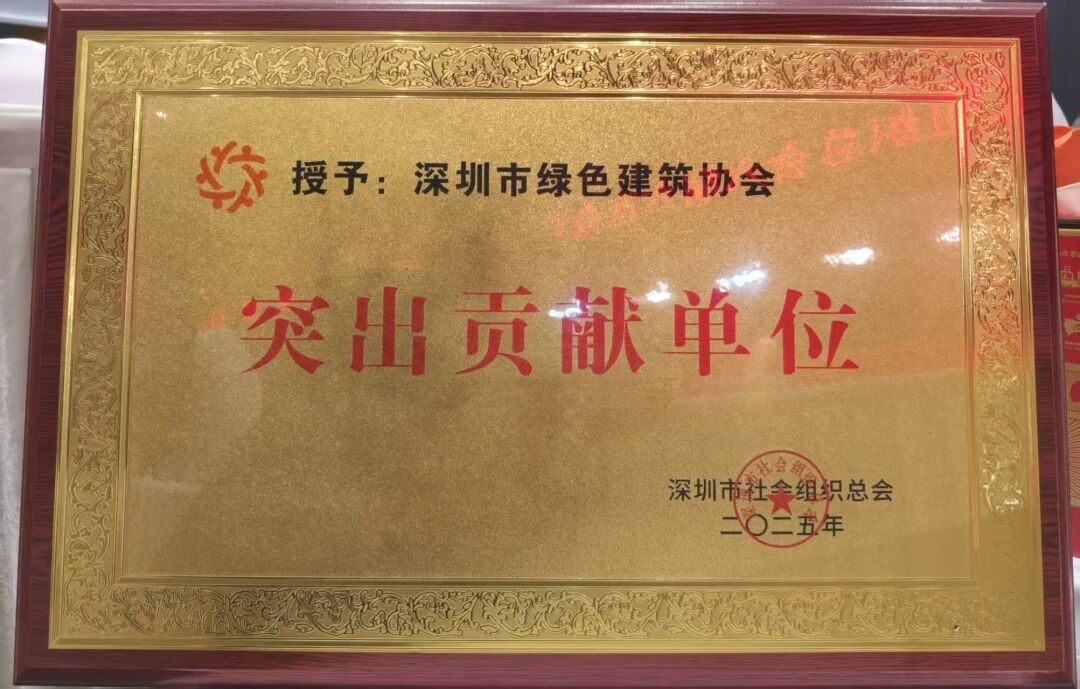 授予：深圳市绿色建筑协会
突出贡献单位
深圳市社会组织总会
二〇二五年